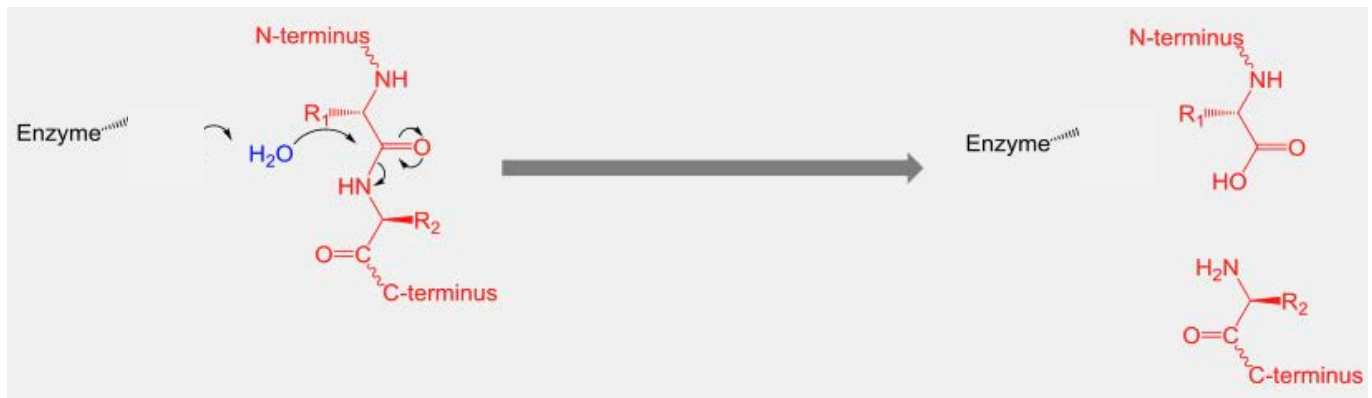 N-terminus
NH
R1
Enzyme
H2O
O
HN
R2
O=C
C-terminus
N-terminus
NH
R1
Enzyme
O
HO
H2N
R2
O=C
C-terminus